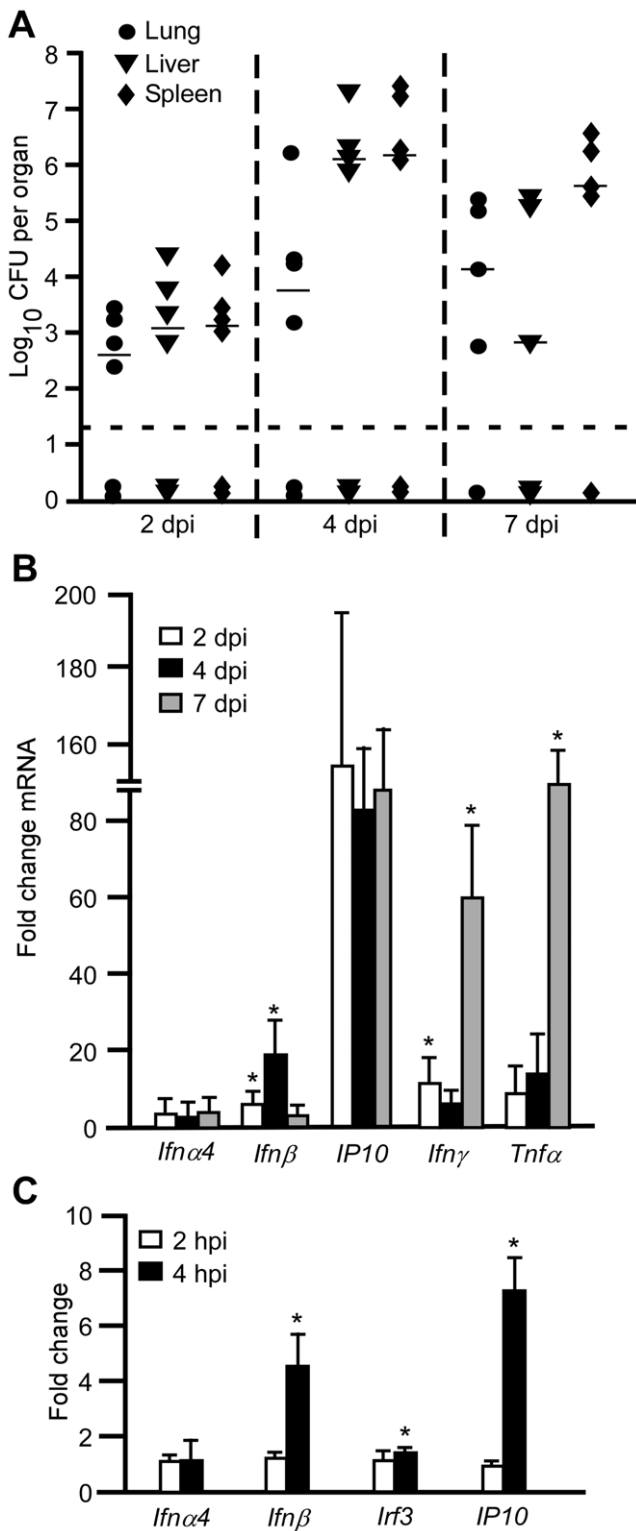 A
Lung
Liver
Spleen
Log10 CFU per organ
8
7
6
5
4
3
2
1
0
2 dpi 4 dpi 7 dpi
B
Fold change mRNA
200
180
160
80
60
40
20
0
2 dpi
4 dpi
7 dpi
* * * * *
Ifnα4 Ifnβ IP10 Ifnγ Tnfα
C
Fold change
10
8
6
4
2
0
2 hpi
4 hpi
* * *
Ifnα4 Ifnβ Irf3 IP10